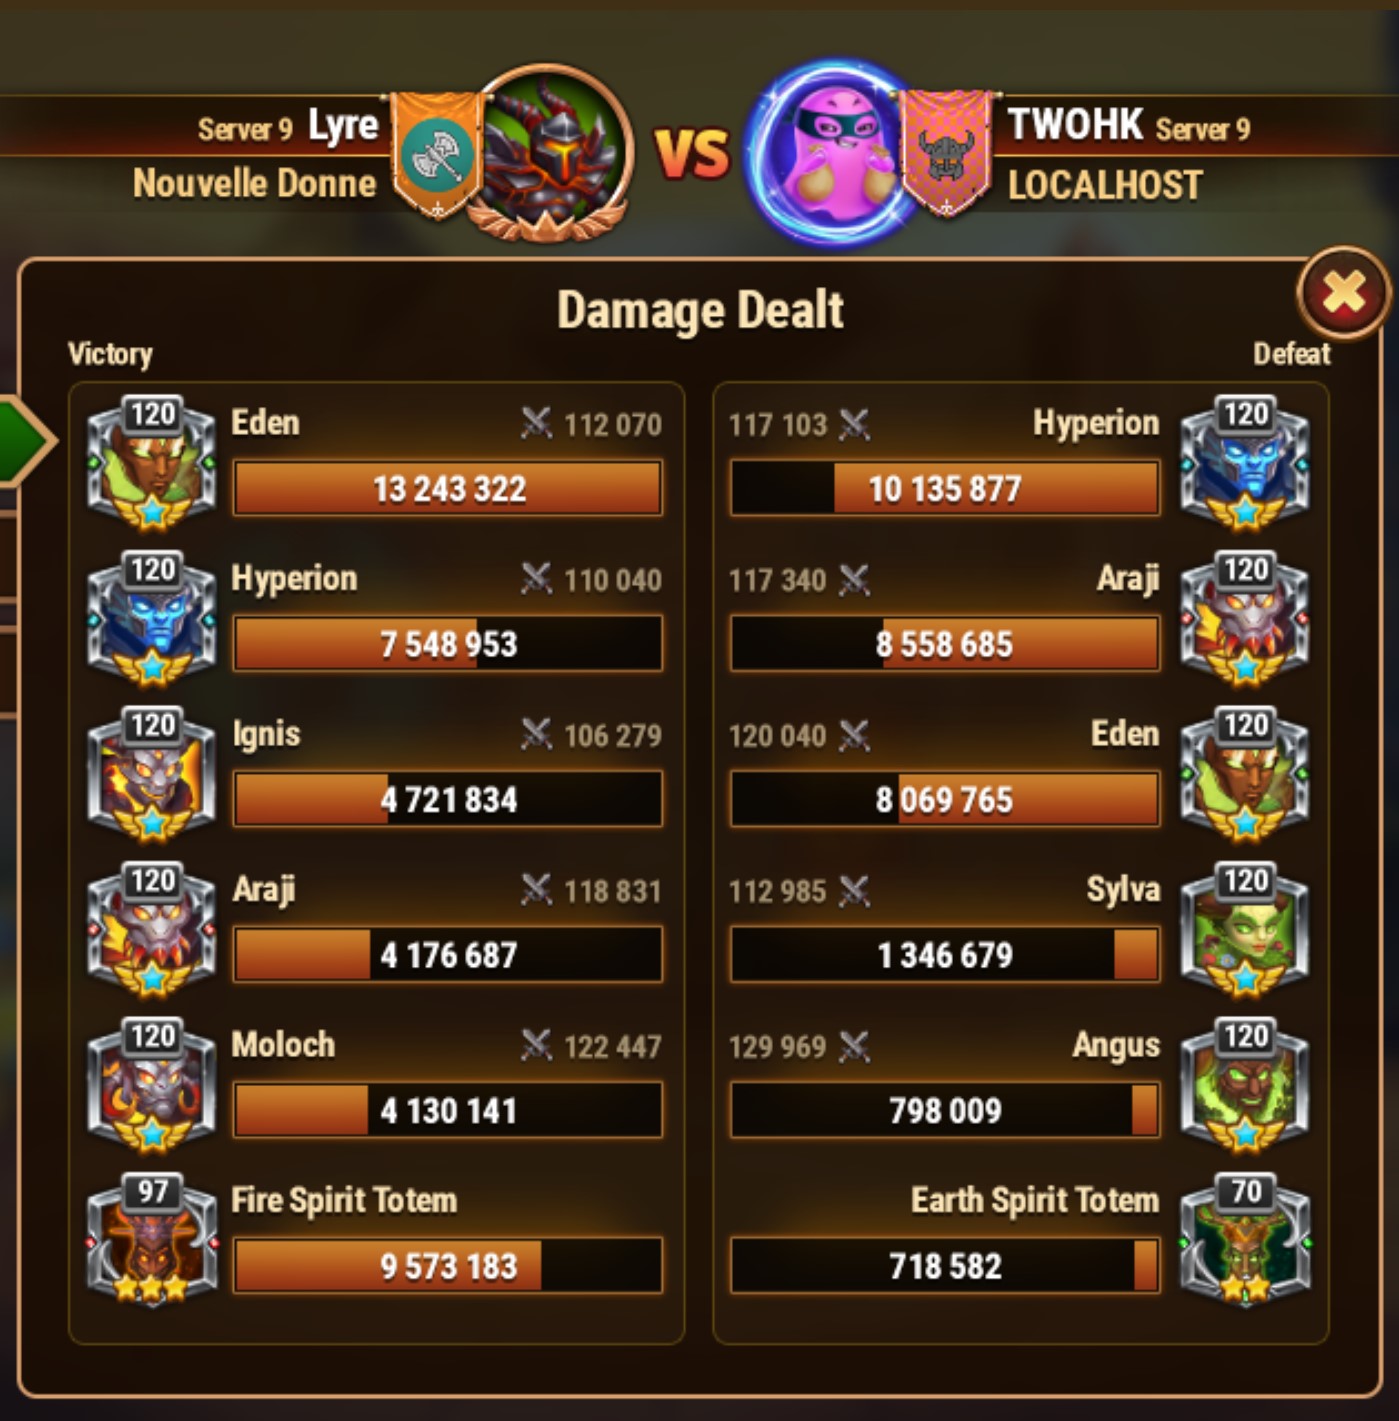 Server 9 Lyre
Nouvelle Donne
VS
TWOHK Server 9
LOCALHOST
Damage Dealt
Victory
Defeat
120
Eden
112 070
13 243 322
120
Hyperion
110 040
7 548 953
120
Ignis
106 279
4 721 834
120
Araji
118 831
4 176 687
120
Moloch
122 447
4 130 141
97
Fire Spirit Totem
9 573 183
117 103
Hyperion
120
10 135 877
117 340
Araji
120
8 558 685
120 040
Eden
120
8 069 765
112 985
Sylva
120
1 346 679
129 969
Angus
120
798 009
Earth Spirit Totem
70
718 582